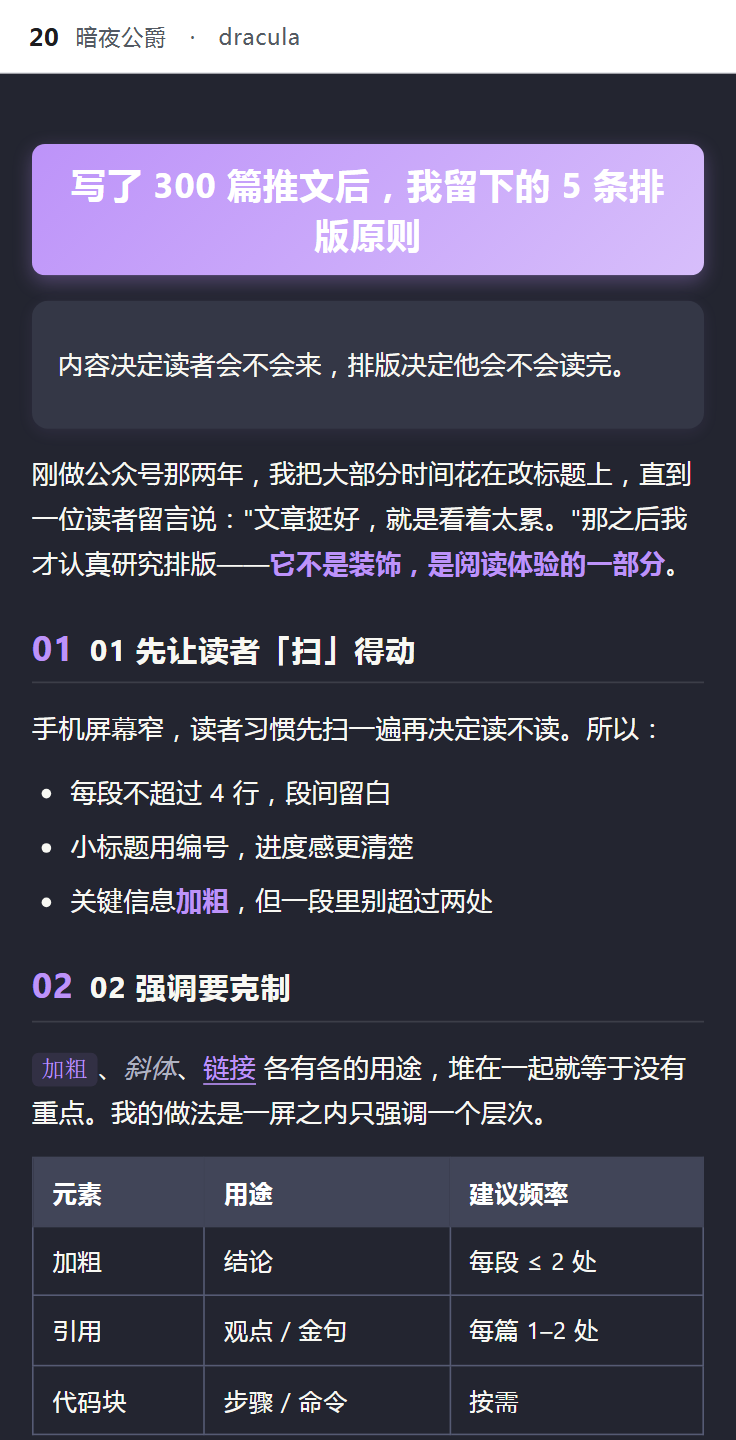 20 暗夜公爵 · dracula
写了 300 篇推文后，我留下的 5 条排
版原则
内容决定读者会不会来，排版决定他会不会读完。
刚做公众号那两年，我把大部分时间花在改标题上，直到
一位读者留言说："文章挺好，就是看着太累。"那之后我
才认真研究排版——它不是装饰，是阅读体验的一部分。
01 01 先让读者「扫」得动
手机屏幕窄，读者习惯先扫一遍再决定读不读。所以：
• 每段不超过 4 行，段间留白
• 小标题用编号，进度感更清楚
• 关键信息加粗，但一段里别超过两处
02 02 强调要克制
加粗、斜体、链接 各有各的用途，堆在一起就等于没有
重点。我的做法是一屏之内只强调一个层次。
元素 用途 建议频率
加粗 结论 每段 ≤ 2 处
引用 观点 / 金句 每篇 1–2 处
代码块 步骤 / 命令 按需